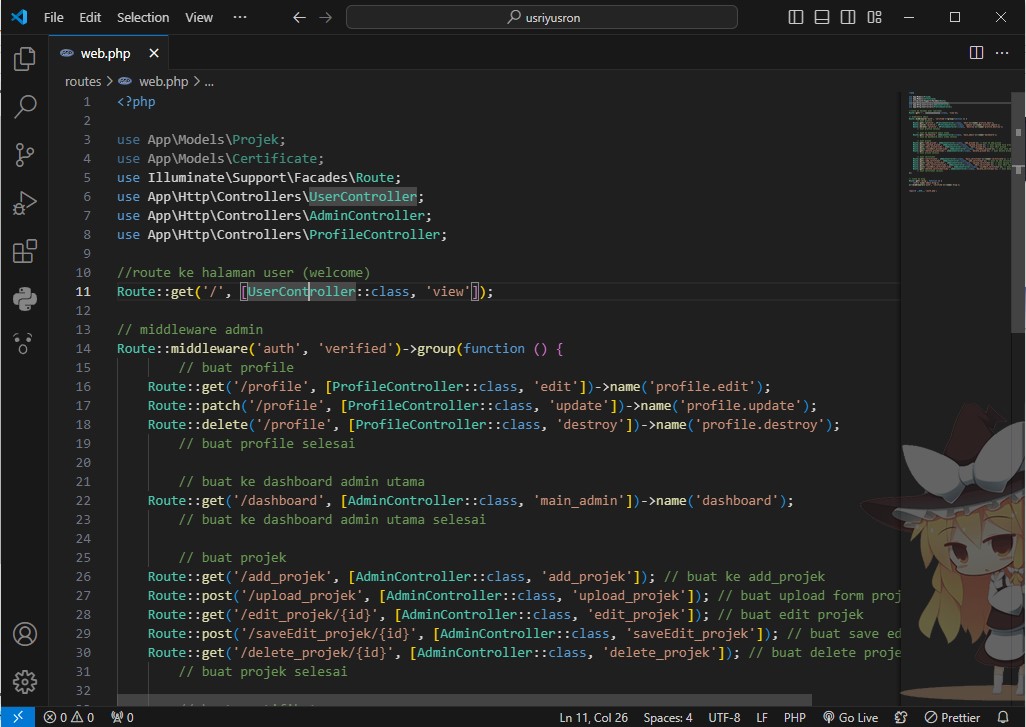 File Edit Selection View ··· usriyusron
web.php
routes > web.php > ...
1 <?php
2
3 use App\Models\Projek;
4 use App\Models\Certificate;
5 use Illuminate\Support\Facades\Route;
6 use App\Http\Controllers\UserController;
7 use App\Http\Controllers\AdminController;
8 use App\Http\Controllers\ProfileController;
9
10 //route ke halaman user (welcome)
11 Route::get('/', [UserController::class, 'view']);
12
13 // middleware admin
14 Route::middleware('auth', 'verified')->group(function () {
15 // buat profile
16 Route::get('/profile', [ProfileController::class, 'edit'])->name('profile.edit');
17 Route::patch('/profile', [ProfileController::class, 'update'])->name('profile.update');
18 Route::delete('/profile', [ProfileController::class, 'destroy'])->name('profile.destroy');
19 // buat profile selesai
20
21 // buat ke dashboard admin utama
22 Route::get('/dashboard', [AdminController::class, 'main_admin'])->name('dashboard');
23 // buat ke dashboard admin utama selesai
24
25 // buat projek
26 Route::get('/add_projek', [AdminController::class, 'add_projek']); // buat ke add_projek
27 Route::post('/upload_projek', [AdminController::class, 'upload_projek']); // buat upload form proj
28 Route::get('/edit_projek/{id}', [AdminController::class, 'edit_projek']); // buat edit projek
29 Route::post('/saveEdit_projek/{id}', [AdminController::class, 'saveEdit_projek']); // buat save ed
30 Route::get('/delete_projek/{id}', [AdminController::class, 'delete_projek']); // buat delete proje
31 // buat projek selesai
32
0 0 0 Ln 11, Col 26 Spaces: 4 UTF-8 LF PHP Go Live Prettier